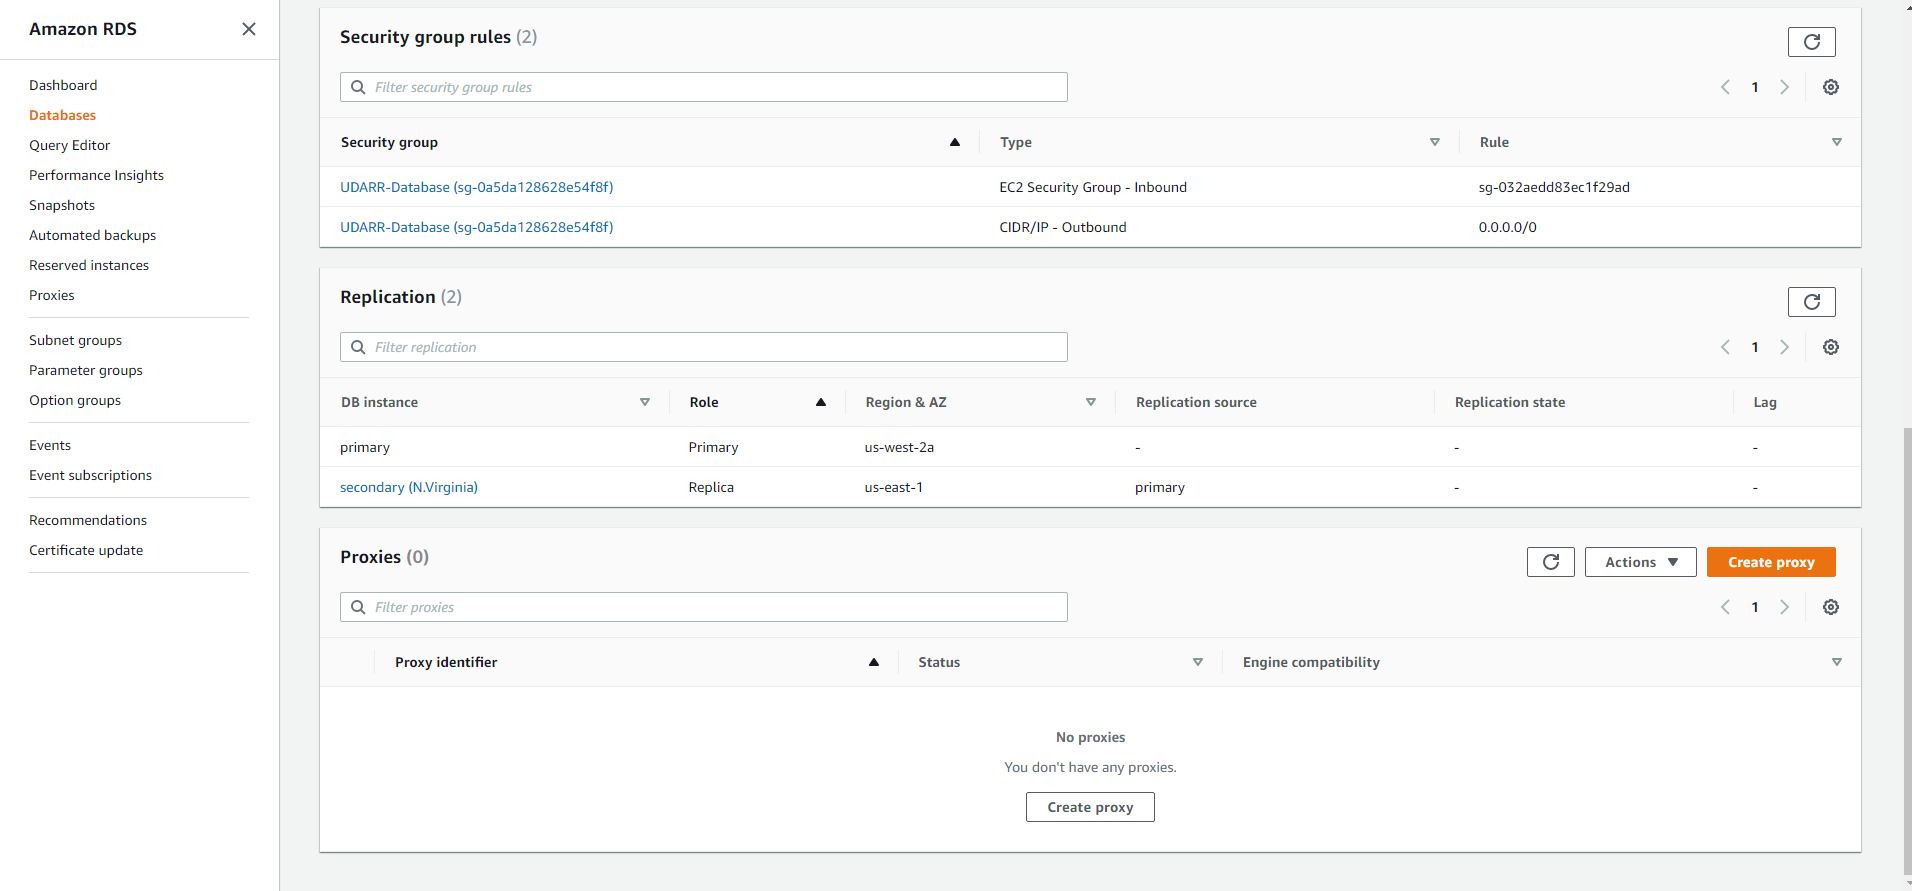 Amazon RDS
Dashboard
Databases
Query Editor
Performance Insights
Snapshots
Automated backups
Reserved instances
Proxies
Subnet groups
Parameter groups
Option groups
Events
Event subscriptions
Recommendations
Certificate update
Security group rules (2)
Filter security group rules
1
Security group Type Rule
UDARR-Database (sg-0a5da128628e54f8f) EC2 Security Group - Inbound sg-032aedd83ec1f29ad
UDARR-Database (sg-0a5da128628e54f8f) CIDR/IP - Outbound 0.0.0.0/0
Replication (2)
Filter replication
1
DB instance Role Region & AZ Replication source Replication state Lag
primary Primary us-west-2a - - -
secondary (N.Virginia) Replica us-east-1 primary - -
Proxies (0)
Actions Create proxy
Filter proxies
1
Proxy identifier Status Engine compatibility
No proxies
You don't have any proxies.
Create proxy